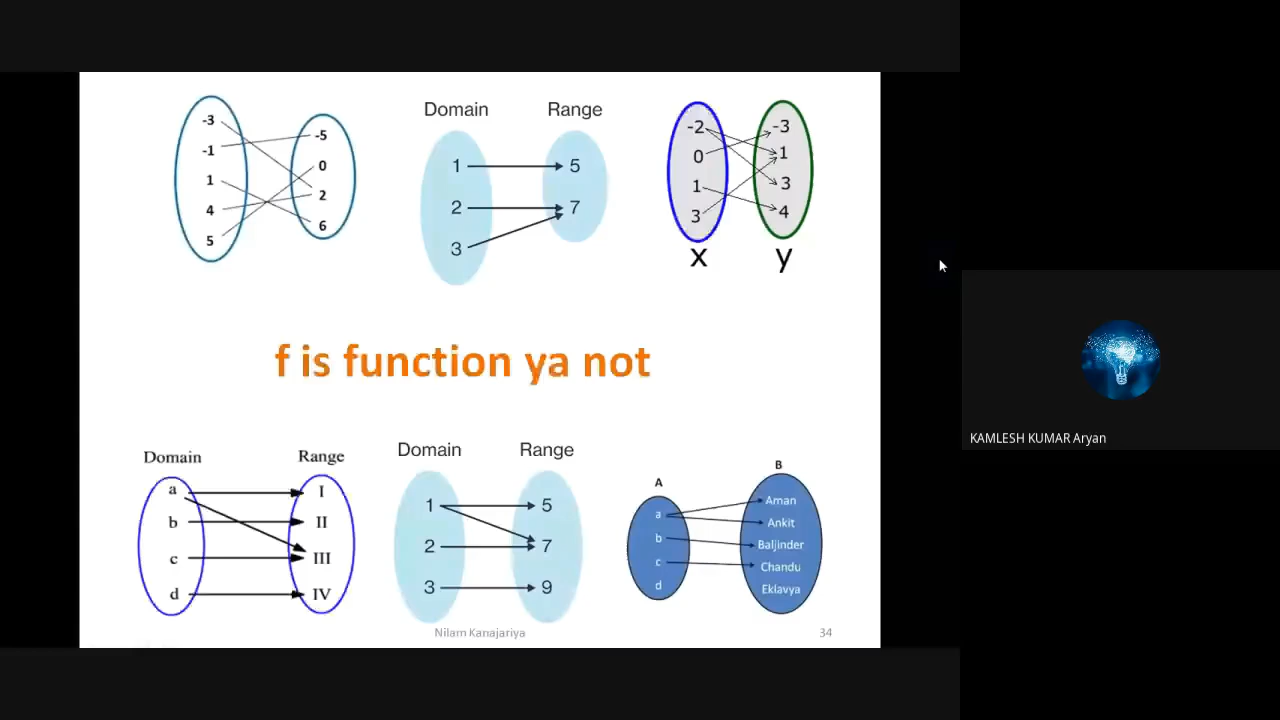 -3
-1
1
4
5
-5
0
2
6
Domain Range
1 5
2 7
3
-2 -3
0 1
1 3
3 4
x y
f is function ya not
Domain Range
a I
b II
c III
d IV
Domain Range
1 5
2 7
3 9
A
B
a
b
c
d
Aman
Ankit
Baljinder
Chandu
Eklavya
Nilam Kanajariya
34
KAMLESH KUMAR Aryan